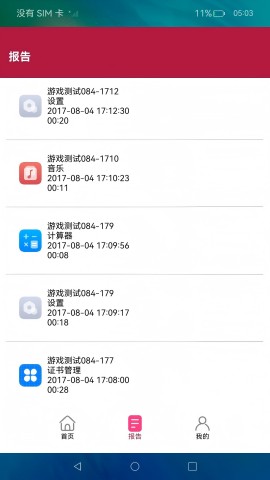 没有 SIM 卡
11%
05:03
报告
游戏测试084-1712
设置
2017-08-04 17:12:30
00:20
游戏测试084-1710
音乐
2017-08-04 17:10:23
00:11
游戏测试084-179
计算器
2017-08-04 17:09:56
00:08
游戏测试084-179
设置
2017-08-04 17:09:17
00:18
游戏测试084-177
证书管理
2017-08-04 17:08:00
00:28
首页
报告
我的